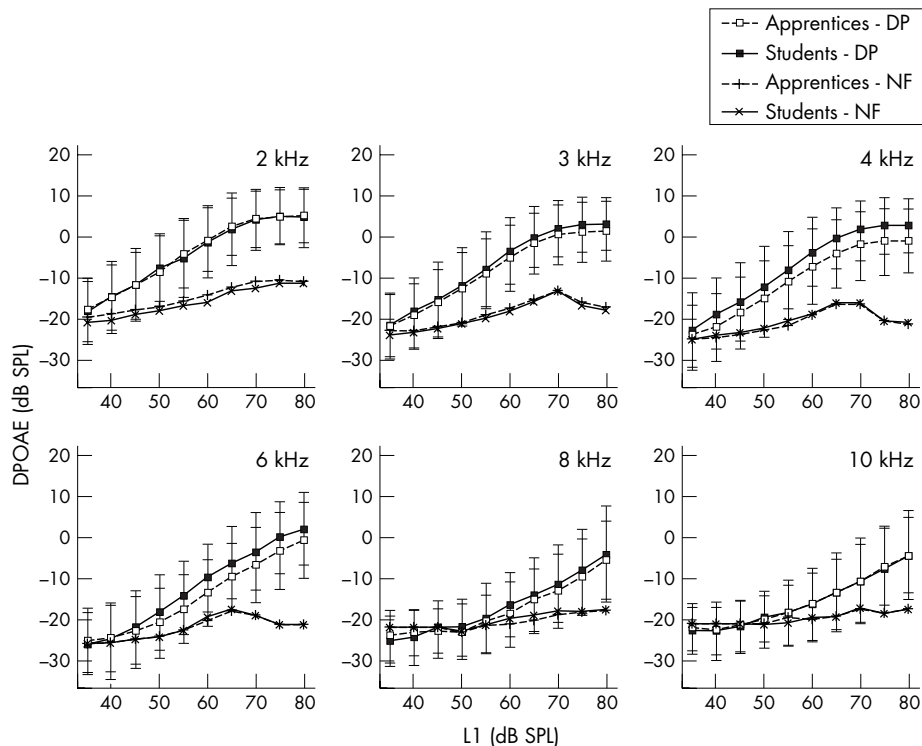 Apprentices - DP
Students - DP
Apprentices - NF
Students - NF
2 kHz
20
10
0
–10
–20
–30
40 50 60 70 80
3 kHz
20
10
0
–10
–20
–30
40 50 60 70 80
4 kHz
20
10
0
–10
–20
–30
40 50 60 70 80
DPOAE (dB SPL)
6 kHz
20
10
0
–10
–20
–30
40 50 60 70 80
8 kHz
20
10
0
–10
–20
–30
40 50 60 70 80
10 kHz
20
10
0
–10
–20
–30
40 50 60 70 80
L1 (dB SPL)